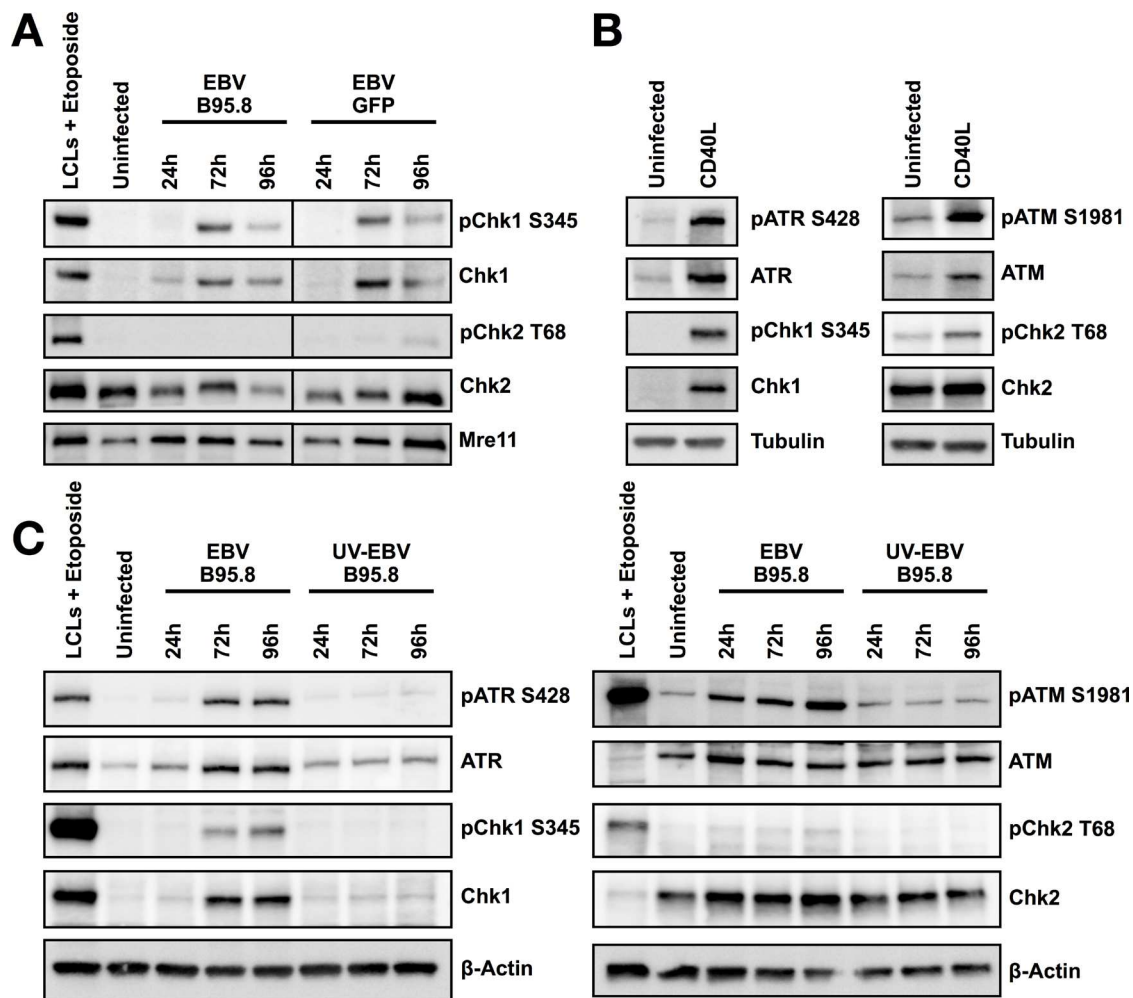 A
LCLs + Etoposide
Uninfected
EBV
B95.8
24h
72h
96h
EBV
GFP
24h
72h
96h
pChk1 S345
Chk1
pChk2 T68
Chk2
Mre11
B
Uninfected
CD40L
pATR S428
ATR
pChk1 S345
Chk1
Tubulin
Uninfected
CD40L
pATM S1981
ATM
pChk2 T68
Chk2
Tubulin
C
LCLs + Etoposide
Uninfected
EBV
B95.8
24h
72h
96h
UV-EBV
B95.8
24h
72h
96h
pATR S428
ATR
pChk1 S345
Chk1
β-Actin
LCLs + Etoposide
Uninfected
EBV
B95.8
24h
72h
96h
UV-EBV
B95.8
24h
72h
96h
pATM S1981
ATM
pChk2 T68
Chk2
β-Actin